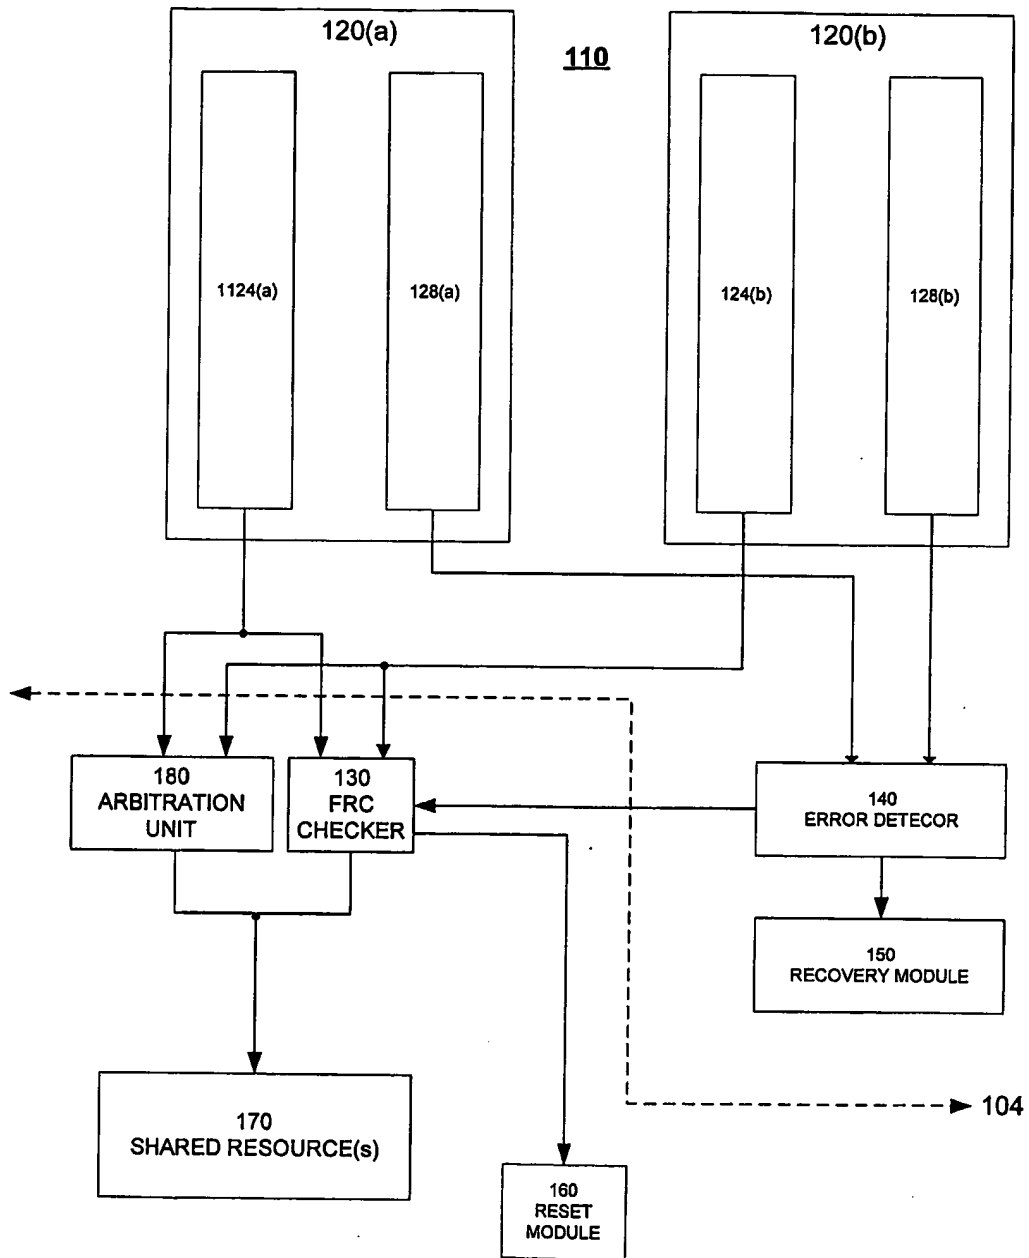 120(a)
110
120(b)
1124(a)
128(a)
124(b)
128(b)
180
ARBITRATION
UNIT
130
FRC
CHECKER
140
ERROR DETECOR
150
RECOVERY MODULE
170
SHARED RESOURCE(s)
104
160
RESET
MODULE